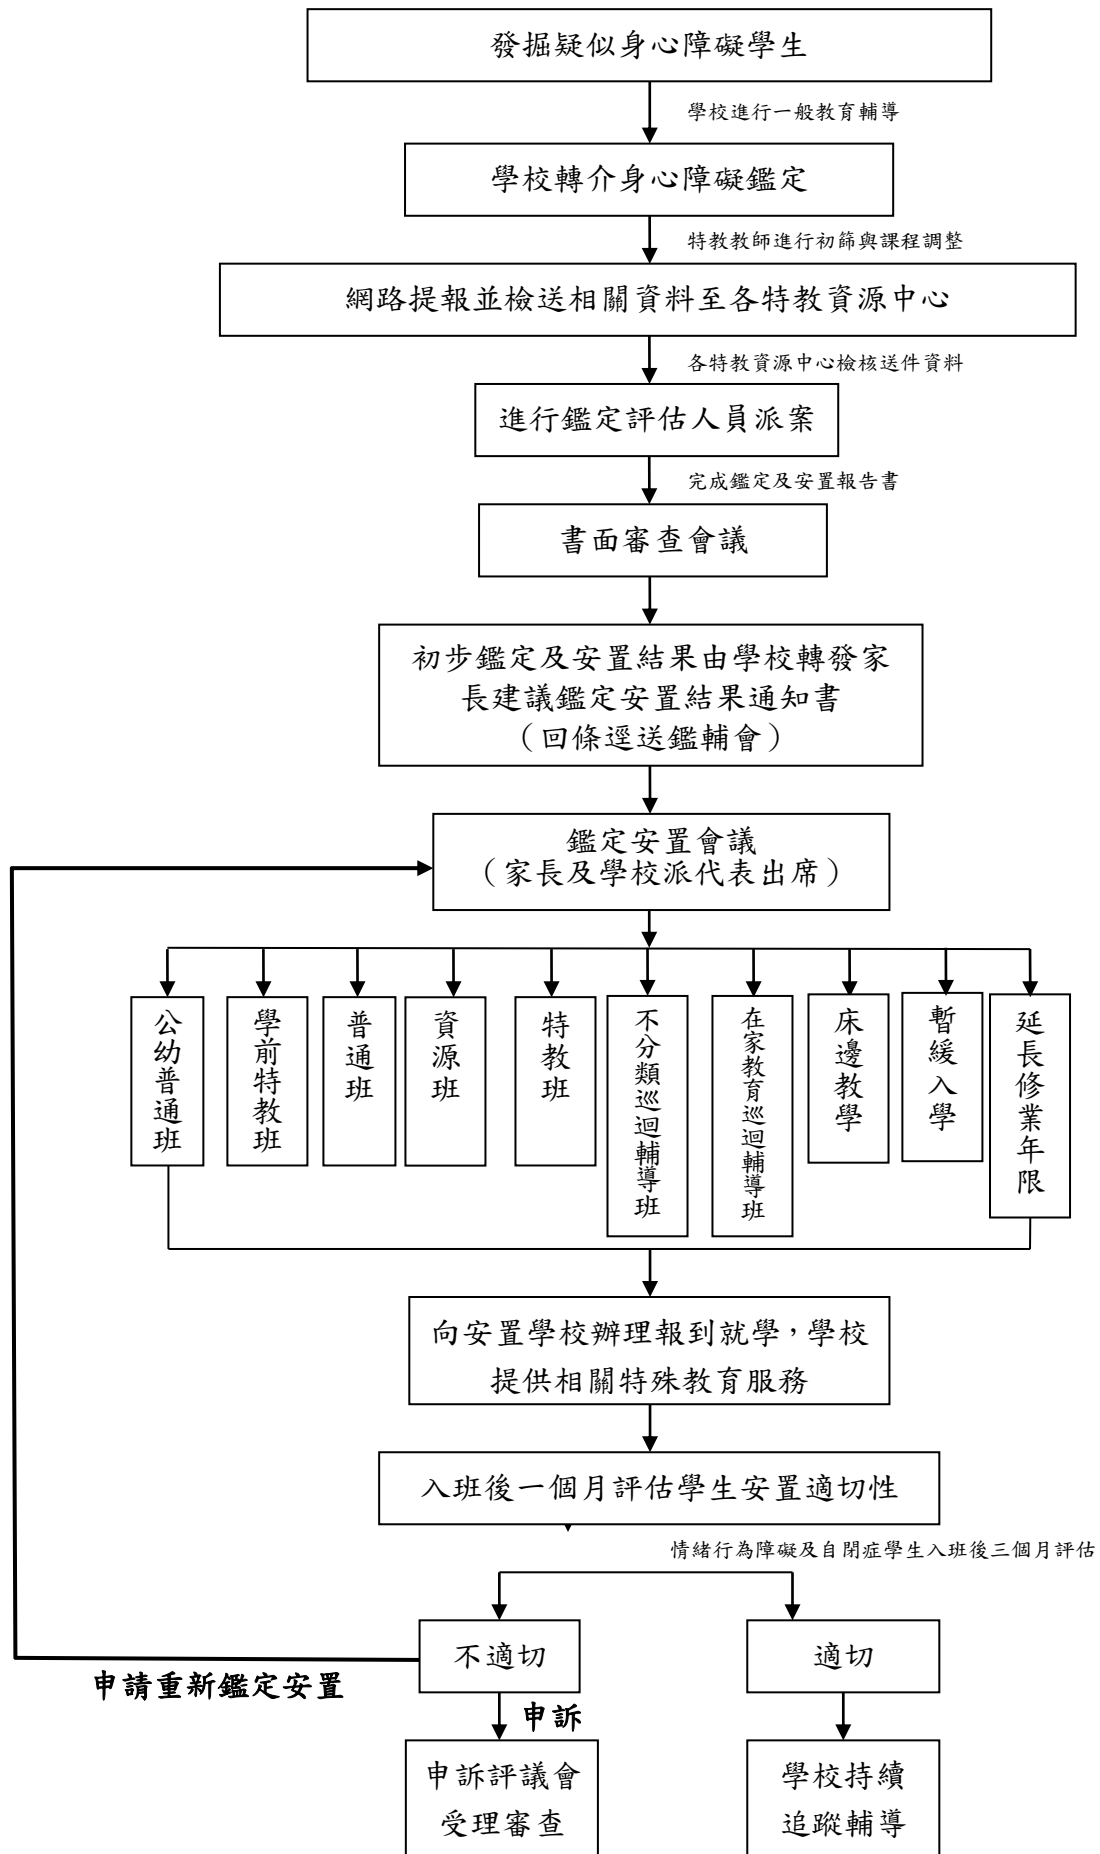 發掘疑似身心障礙學生
學校進行一般教育輔導
學校轉介身心障礙鑑定
特教教師進行初篩與課程調整
網路提報並檢送相關資料至各特教資源中心
各特教資源中心檢核送件資料
進行鑑定評估人員派案
完成鑑定及安置報告書
書面審查會議
初步鑑定及安置結果由學校轉發家
長建議鑑定安置結果通知書
（回條逕送鑑輔會）
鑑定安置會議
（家長及學校派代表出席）
公幼普通班
學前特教班
普通班
資源班
特教班
不分類巡迴輔導班
在家教育巡迴輔導班
床邊教學
暫緩入學
延長修業年限
向安置學校辦理報到就學，學校
提供相關特殊教育服務
入班後一個月評估學生安置適切性
情緒行為障礙及自閉症學生入班後三個月評估
不適切
適切
申請重新鑑定安置
申訴
申訴評議會
受理審查
學校持續
追蹤輔導